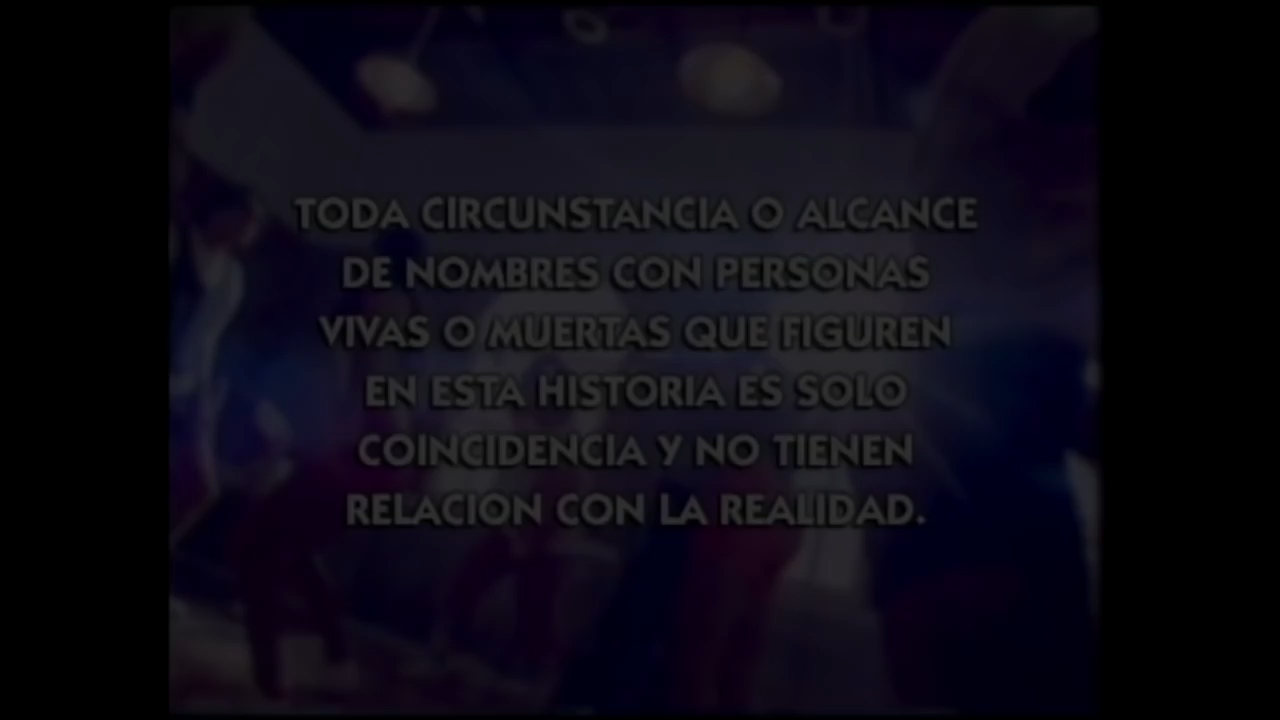 TODA CIRCUNSTANCIA O ALCANCE
DE NOMBRES CON PERSONAS
VIVAS O MUERTAS QUE FIGUREN
EN ESTA HISTORIA ES SOLO
COINCIDENCIA Y NO TIENEN
RELACION CON LA REALIDAD.